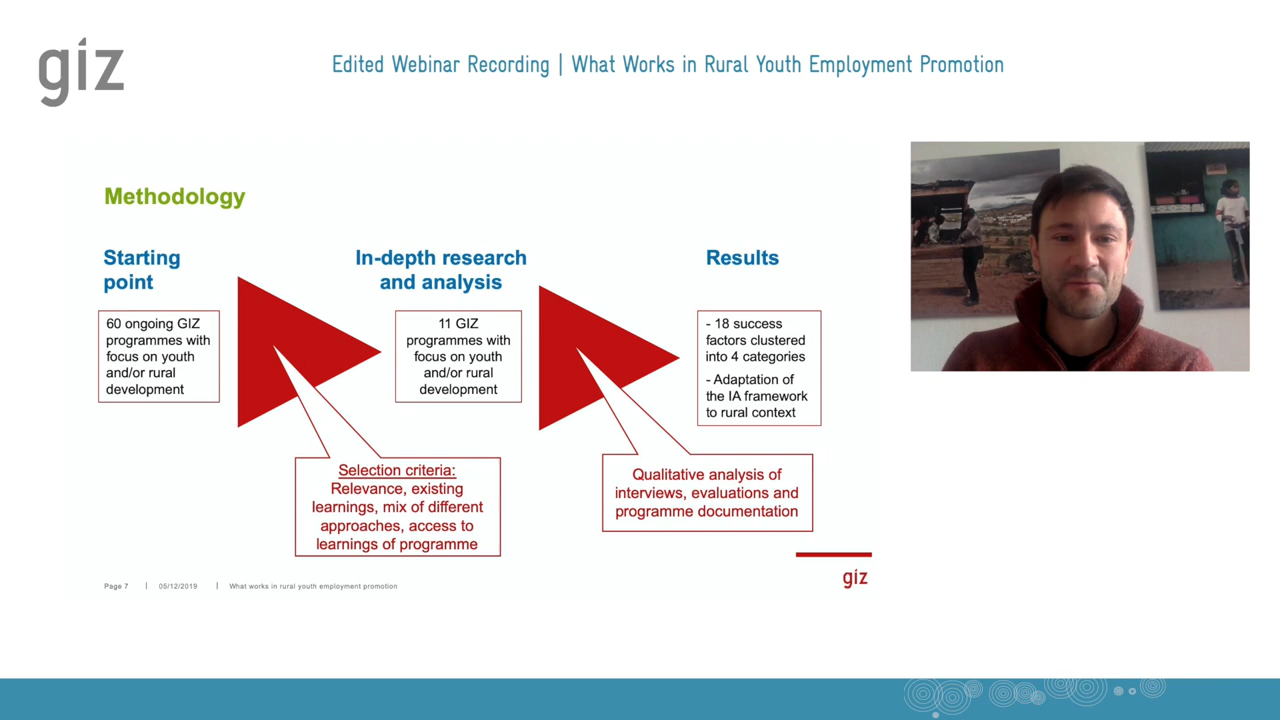 giz
Edited Webinar Recording | What Works in Rural Youth Employment Promotion
Methodology
Starting
point
60 ongoing GIZ
programmes with
focus on youth
and/or rural
development
Selection criteria:
Relevance, existing
learnings, mix of different
approaches, access to
learnings of programme
In-depth research
and analysis
11 GIZ
programmes with
focus on youth
and/or rural
development
Qualitative analysis of
interviews, evaluations and
programme documentation
Results
- 18 success
factors clustered
into 4 categories
- Adaptation of
the IA framework
to rural context
Page 7 | 05/12/2019 | What works in rural youth employment promotion
giz